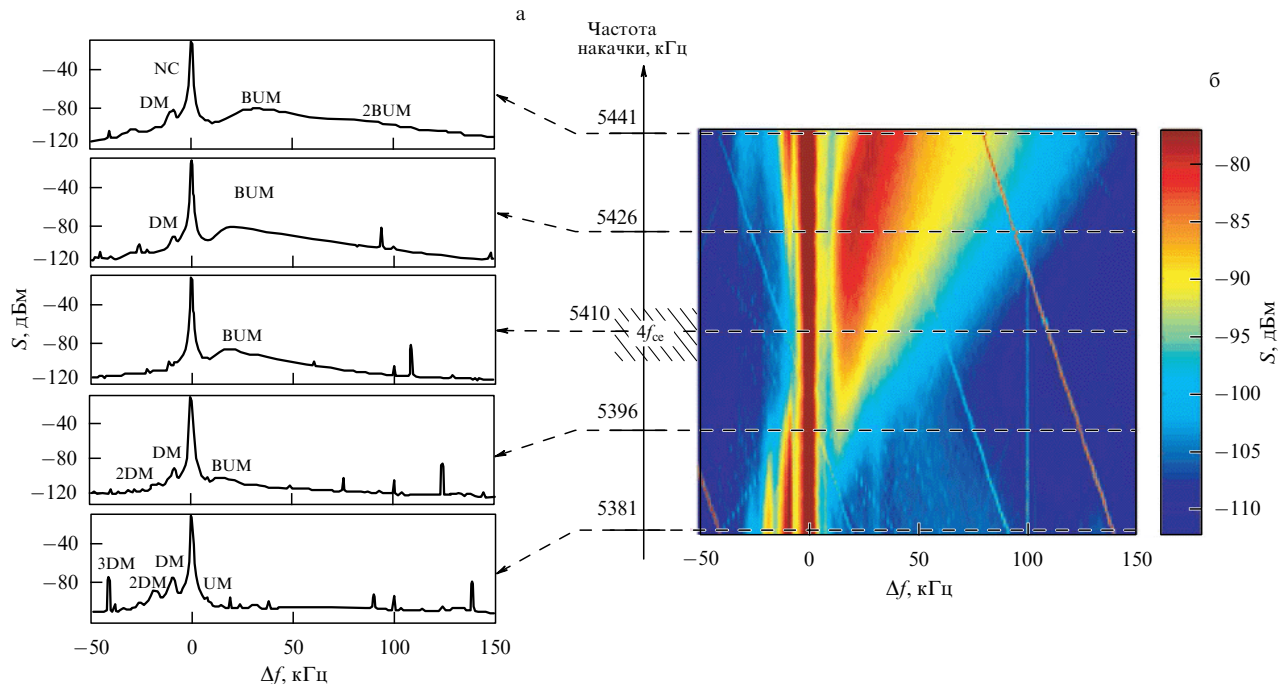 а
−40
−80
−120
NC
DM
BUM
2BUM
−40
−80
−120
DM
BUM
−40
−80
−120
BUM
−40
−80
−120
2DM
DM
BUM
−40
−80
3DM
2DM
DM
UM
S, дБм
−50
0
50
100
150
Δf, кГц
Частота
накачки, кГц
5441
5426
5410
4fce
5396
5381
б
−50
0
50
100
150
Δf, кГц
−80
−85
−90
−95
−100
−105
−110
S, дБм